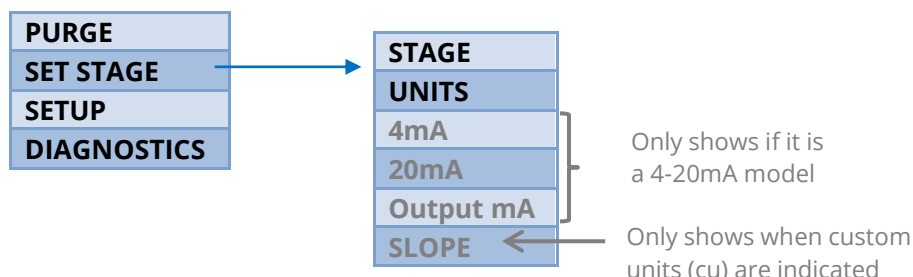 PURGE
SET STAGE
SETUP
DIAGNOSTICS
STAGE
UNITS
4mA
20mA
Output mA
SLOPE
Only shows if it is
a 4-20mA model
Only shows when custom
units (cu) are indicated